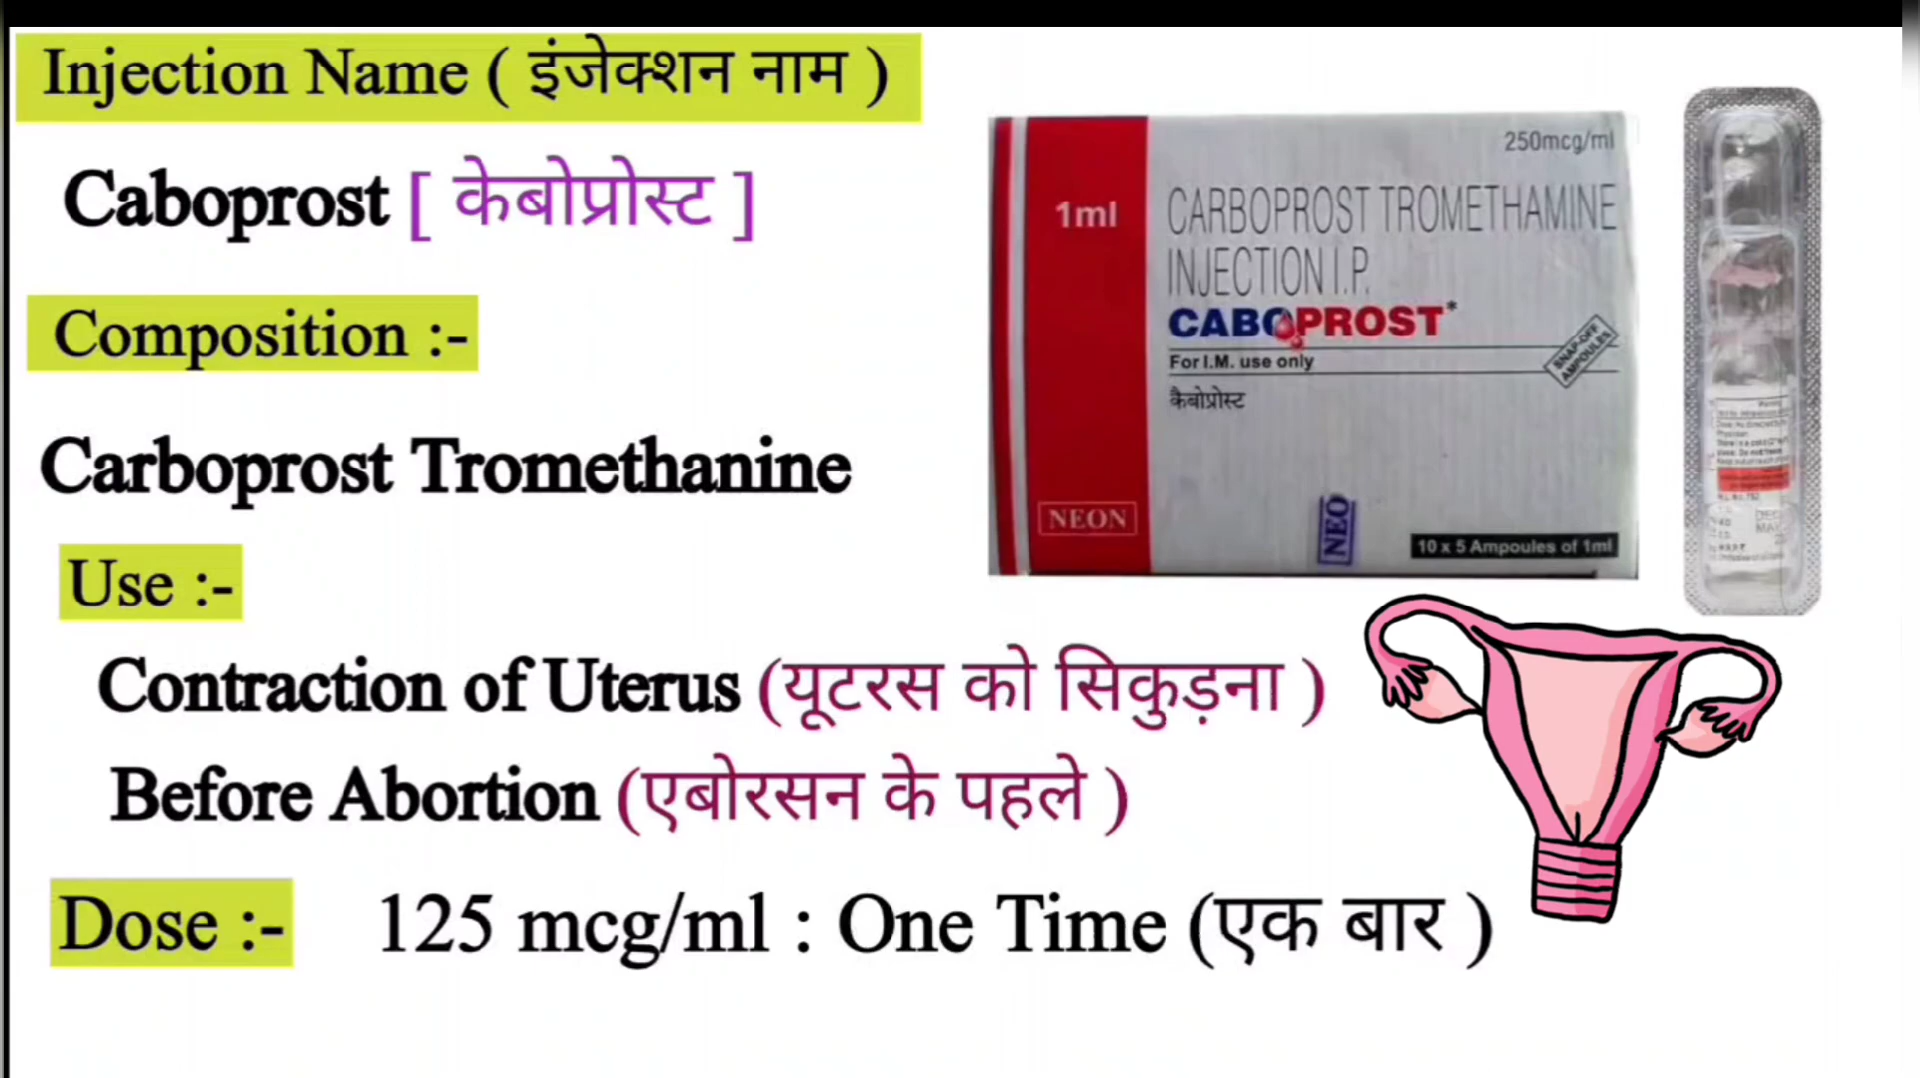 Injection Name ( इंजेक्शन नाम )
Caboprost [ केबोप्रोस्ट ]
Composition :-
Carboprost Tromethanine
Use :-
Contraction of Uterus (यूटरस को सिकुड़ना )
Before Abortion (एबोरसन के पहले )
Dose :- 125 mcg/ml : One Time (एक बार )
250mcg/ml
1ml
CARBOPROST TROMETHAMINE
INJECTION I.P.
CABOPROST*
For I.M. use only
SNAP-OFF
AMPOULES
कैबोप्रोस्ट
NEON
NEO
10 x 5 Ampoules of 1ml